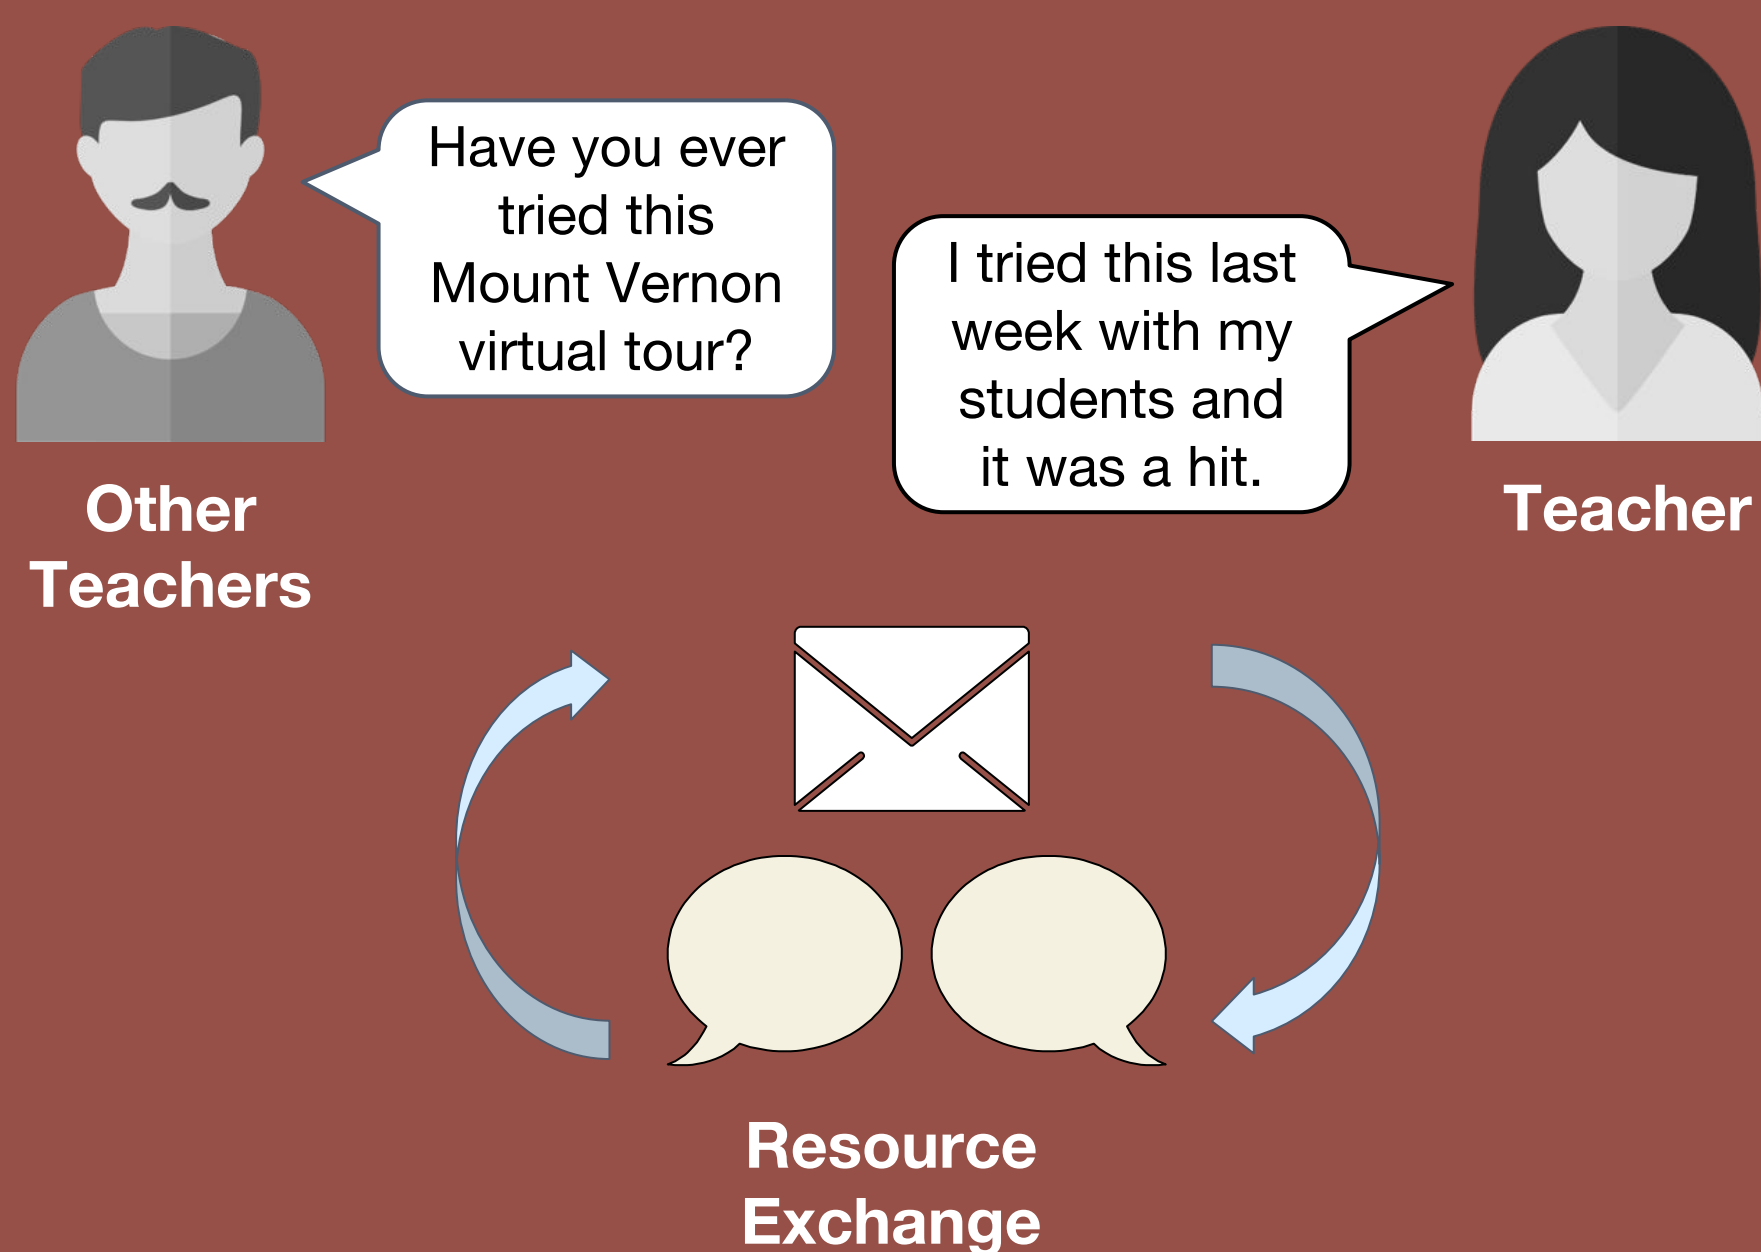 Have you ever
tried this
Mount Vernon
virtual tour?
I tried this last
week with my
students and
it was a hit.
Other
Teachers
Teacher
Resource
Exchange